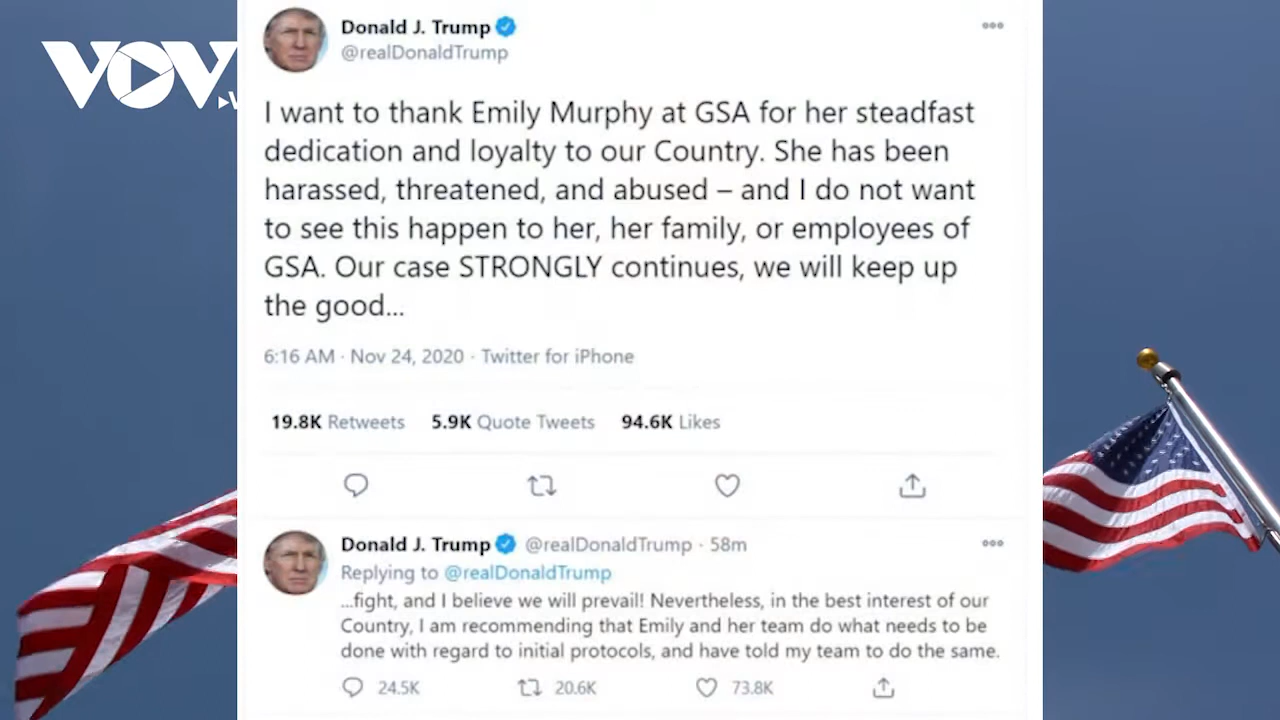 VOV
Donald J. Trump
@realDonaldTrump
I want to thank Emily Murphy at GSA for her steadfast
dedication and loyalty to our Country. She has been
harassed, threatened, and abused – and I do not want
to see this happen to her, her family, or employees of
GSA. Our case STRONGLY continues, we will keep up
the good...
6:16 AM · Nov 24, 2020 · Twitter for iPhone
19.8K Retweets 5.9K Quote Tweets 94.6K Likes
Donald J. Trump @realDonaldTrump · 58m
Replying to @realDonaldTrump
...fight, and I believe we will prevail! Nevertheless, in the best interest of our
Country, I am recommending that Emily and her team do what needs to be
done with regard to initial protocols, and have told my team to do the same.
24.5K 20.6K 73.8K